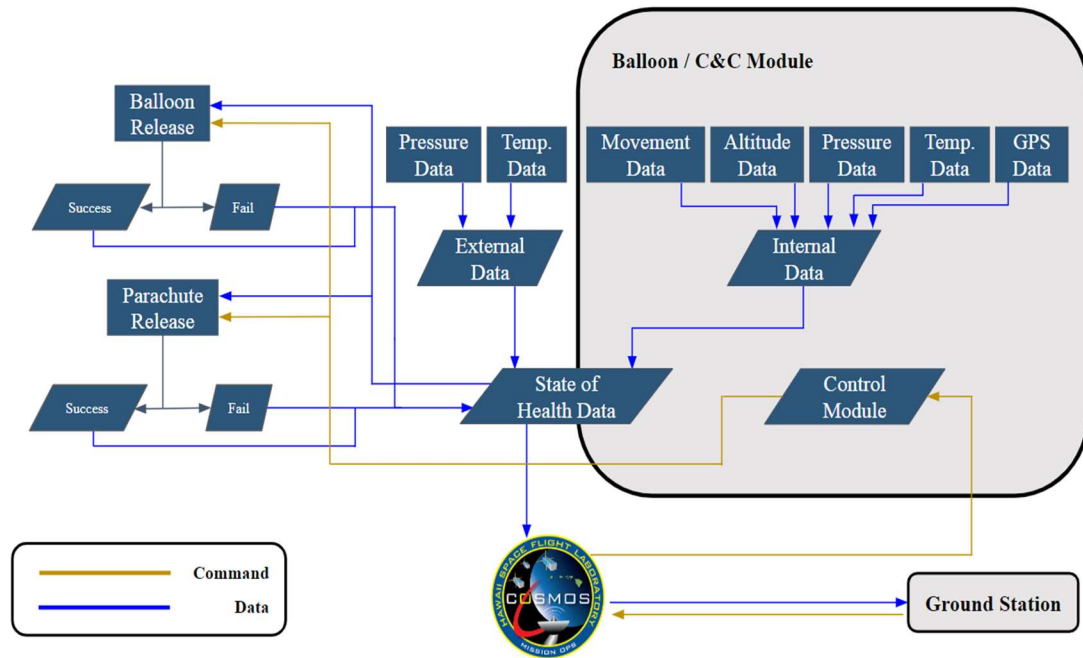 Balloon / C&C Module
Balloon
Release
Pressure
Data
Temp.
Data
Movement
Data
Altitude
Data
Pressure
Data
Temp.
Data
GPS
Data
Success
Fail
External
Data
Internal
Data
Parachute
Release
State of
Health Data
Control
Module
Success
Fail
Command
Data
HAWAII SPACE FLIGHT LABORATORY
COSMOS
MISSION OPS
Ground Station